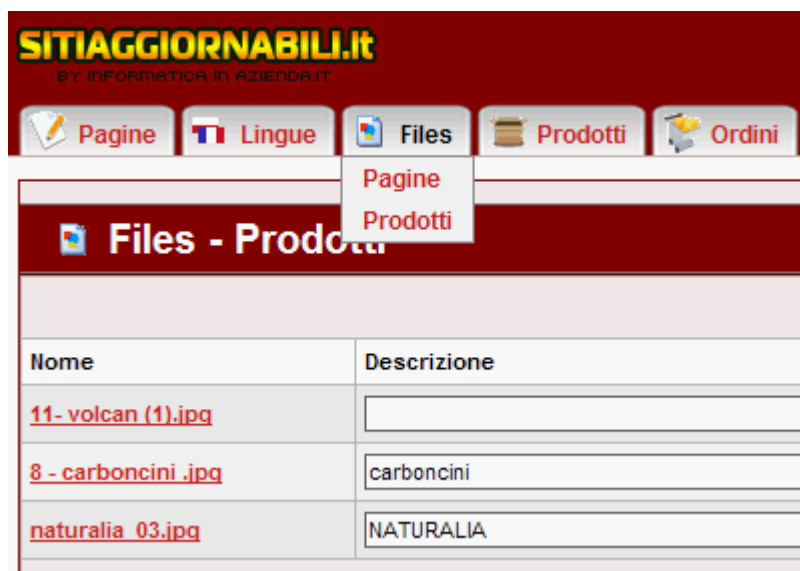 SITIAGGIORNABILI.it
BY INFORMATICA IN AZIENDA.IT
Pagine Lingue Files Prodotti Ordini
Pagine
Prodotti
Files - Prodotti
Nome Descrizione
11- volcan (1).jpg
8 - carboncini .jpg carboncini
naturalia_03.jpg NATURALIA